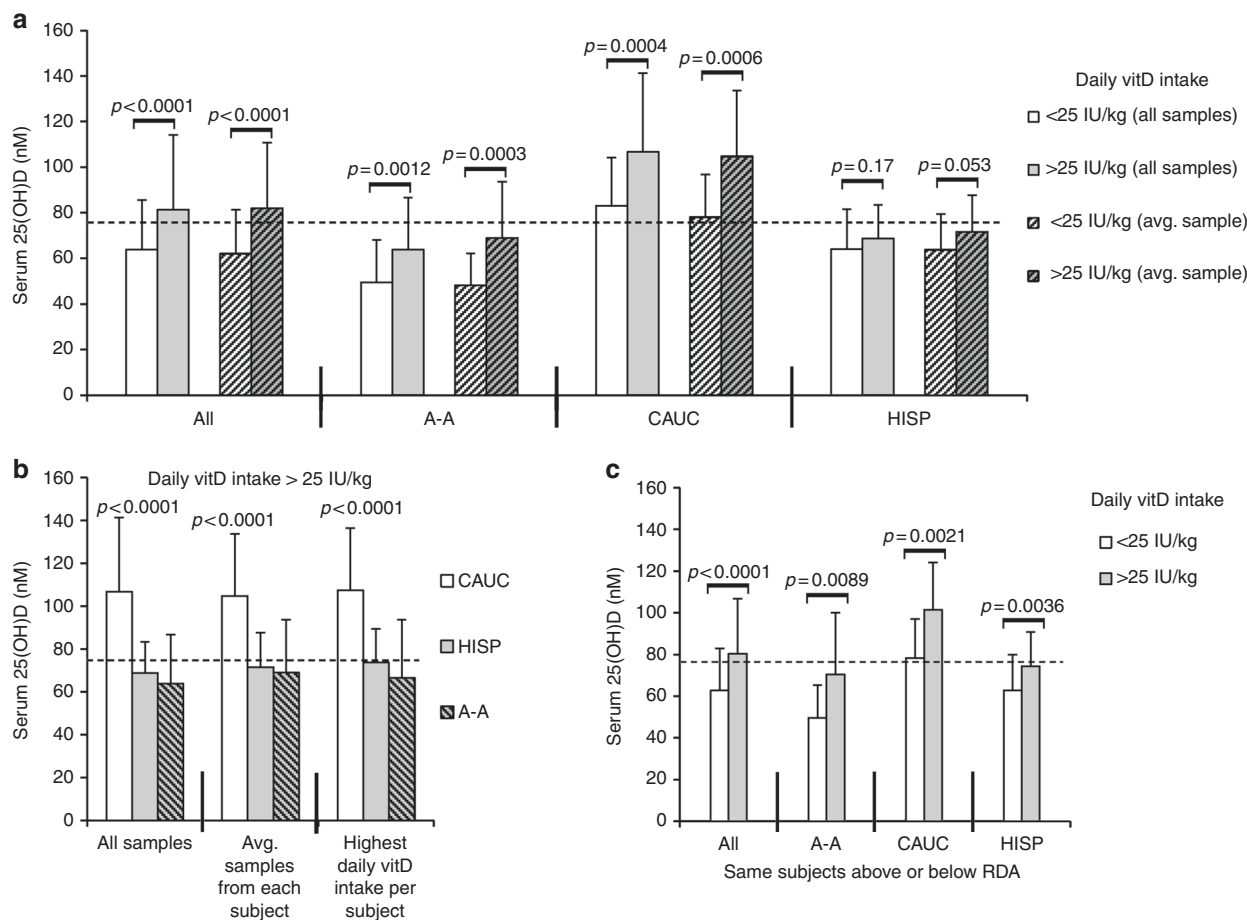 a
160
140
120
100
80
60
40
20
0
Serum 25(OH)D (nM)
p<0.0001
p<0.0001
p=0.0012
p=0.0003
p=0.0004
p=0.0006
p=0.17
p=0.053
All
A-A
CAUC
HISP
Daily vitD intake
<25 IU/kg (all samples)
>25 IU/kg (all samples)
<25 IU/kg (avg. sample)
>25 IU/kg (avg. sample)
b
Daily vitD intake > 25 IU/kg
160
140
120
100
80
60
40
20
0
Serum 25(OH)D (nM)
p<0.0001
p<0.0001
p<0.0001
CAUC
HISP
A-A
All samples
Avg.
samples
from each
subject
Highest
daily vitD
intake per
subject
c
160
140
120
100
80
60
40
20
0
Serum 25(OH)D (nM)
p<0.0001
p=0.0089
p=0.0021
p=0.0036
All
A-A
CAUC
HISP
Same subjects above or below RDA
Daily vitD intake
<25 IU/kg
>25 IU/kg